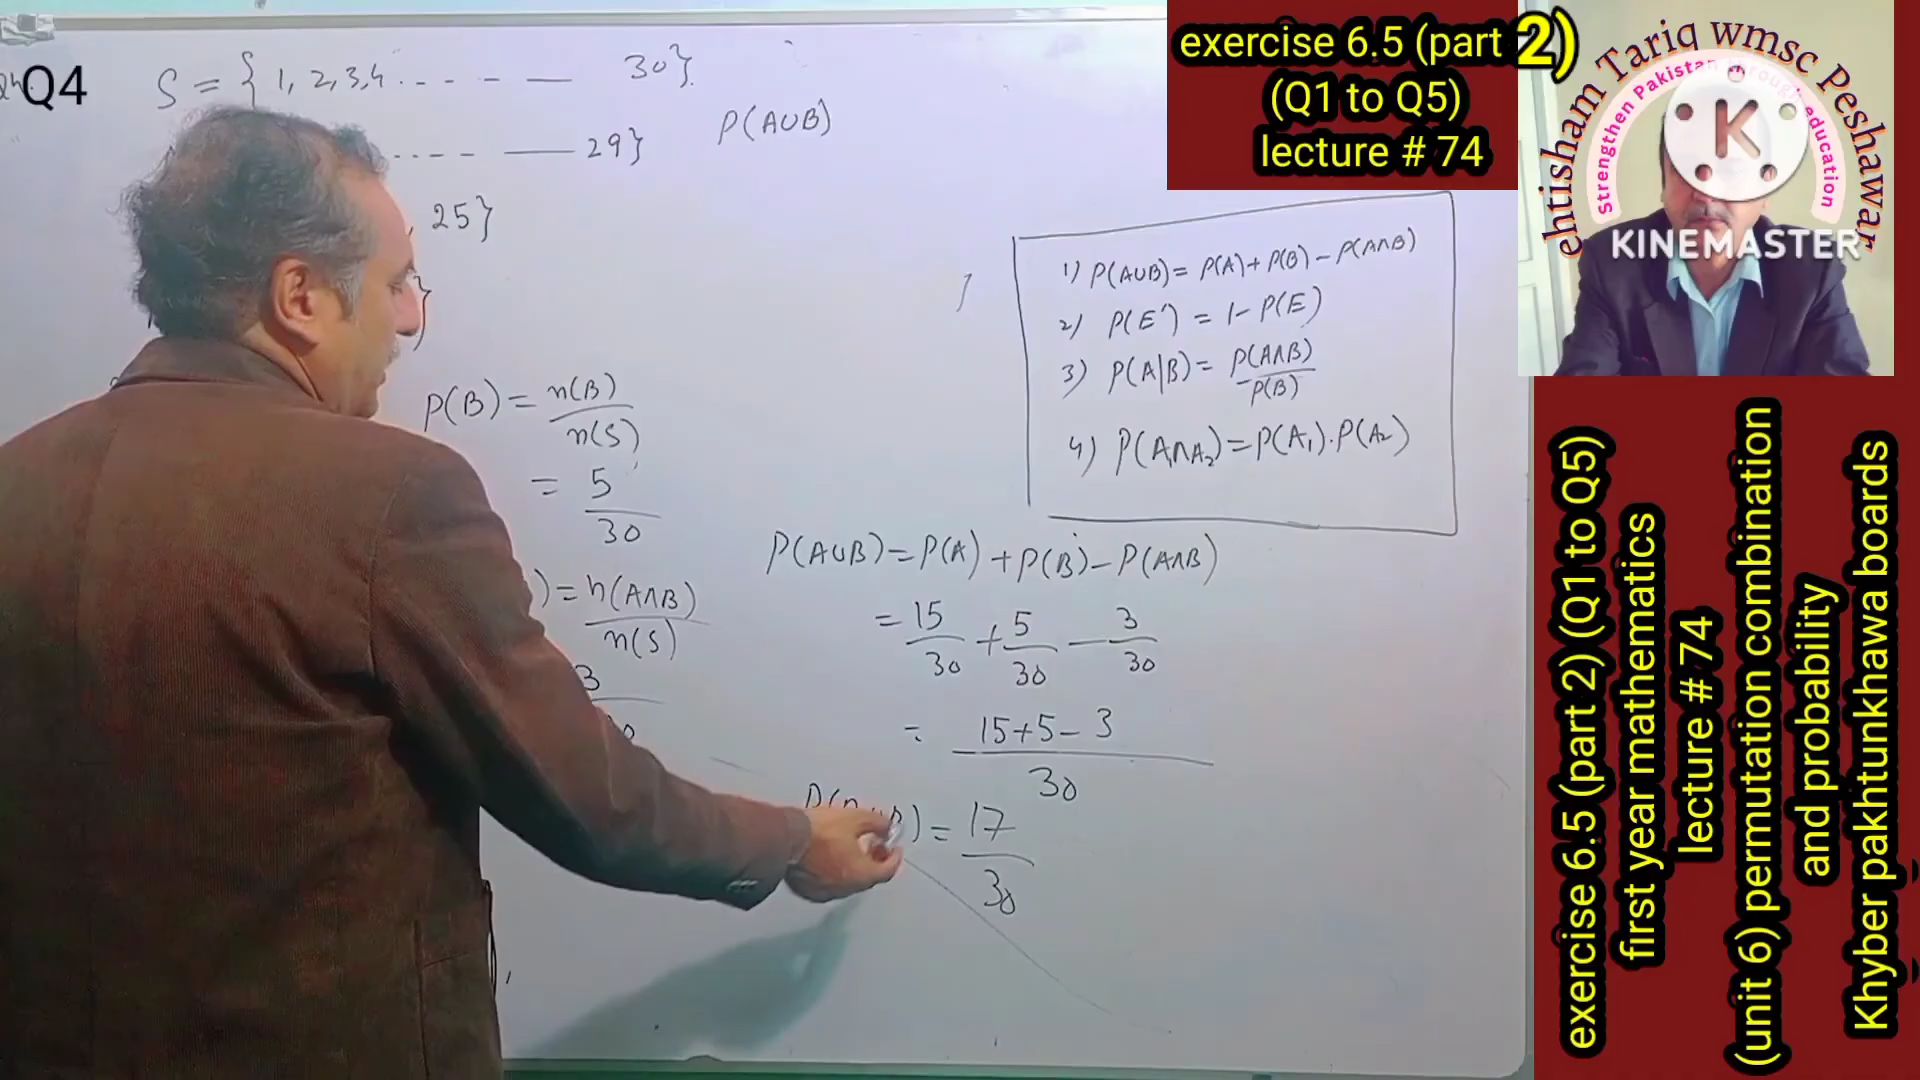 Q4
S = { 1, 2, 3, 4 ..---— 30}.
....-- — 29}
P(A∪B)
, 25}
}
P(B) = n(B)/n(S)
= 5/30
) = n(A∩B)/n(S)
3
P(A∪B) = P(A) + P(B) – P(A∩B)
= 15/30 + 5/30 – 3/30
= 15+5–3/30
) = 17/30
1) P(A∪B) = P(A) + P(B) – P(A∩B)
2) P(E′) = 1– P(E)
3) P(A|B) = P(A∩B)/P(B)
4) P(A₁∩A₂) = P(A₁).P(A₂)
exercise 6.5 (part 2)
(Q1 to Q5)
lecture # 74
ehtisham Tariq wmsc Peshawar
Strengthen Pakistan through education
K
KINEMASTER
exercise 6.5 (part 2) (Q1 to Q5)
first year mathematics
lecture # 74
(unit 6) permutation combination
and probability
Khyber pakhtunkhawa boards